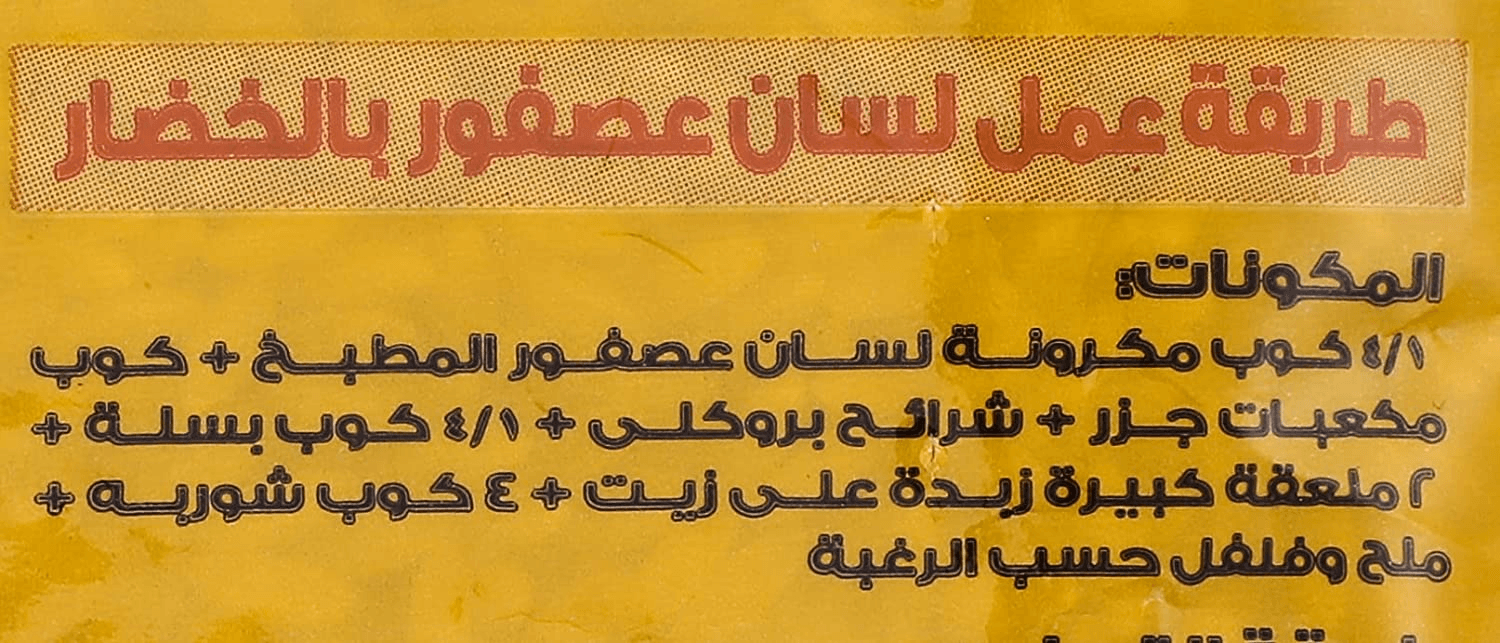 طريقة عمل لسان عصفور بالخضار
المكونات:
٤/١ كوب مكرونة لسان عصفور المطبخ + كوب
مكعبات جزر + شرائح بروكلى + ٤/١ كوب بسلة +
٢ ملعقة كبيرة زبدة على زيت + ٤ كوب شوربه +
ملح وفلفل حسب الرغبة